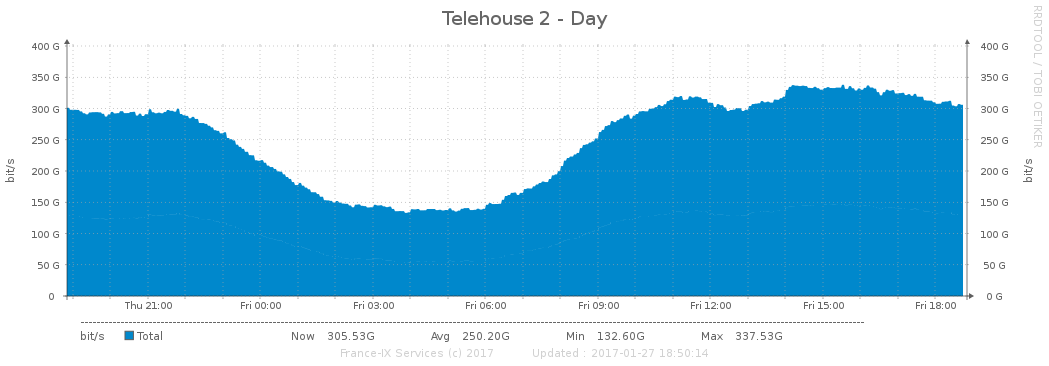 Telehouse 2 - Day
RRDTOOL / TOBI OETIKER
400 G 400 G
350 G 350 G
300 G 300 G
250 G 250 G
200 G 200 G
150 G 150 G
100 G 100 G
50 G 50 G
0 0 G
bit/s bit/s
Thu 21:00 Fri 00:00 Fri 03:00 Fri 06:00 Fri 09:00 Fri 12:00 Fri 15:00 Fri 18:00
bit/s Total Now 305.53G Avg 250.20G Min 132.60G Max 337.53G
France-IX Services (c) 2017 Updated : 2017-01-27 18:50:14